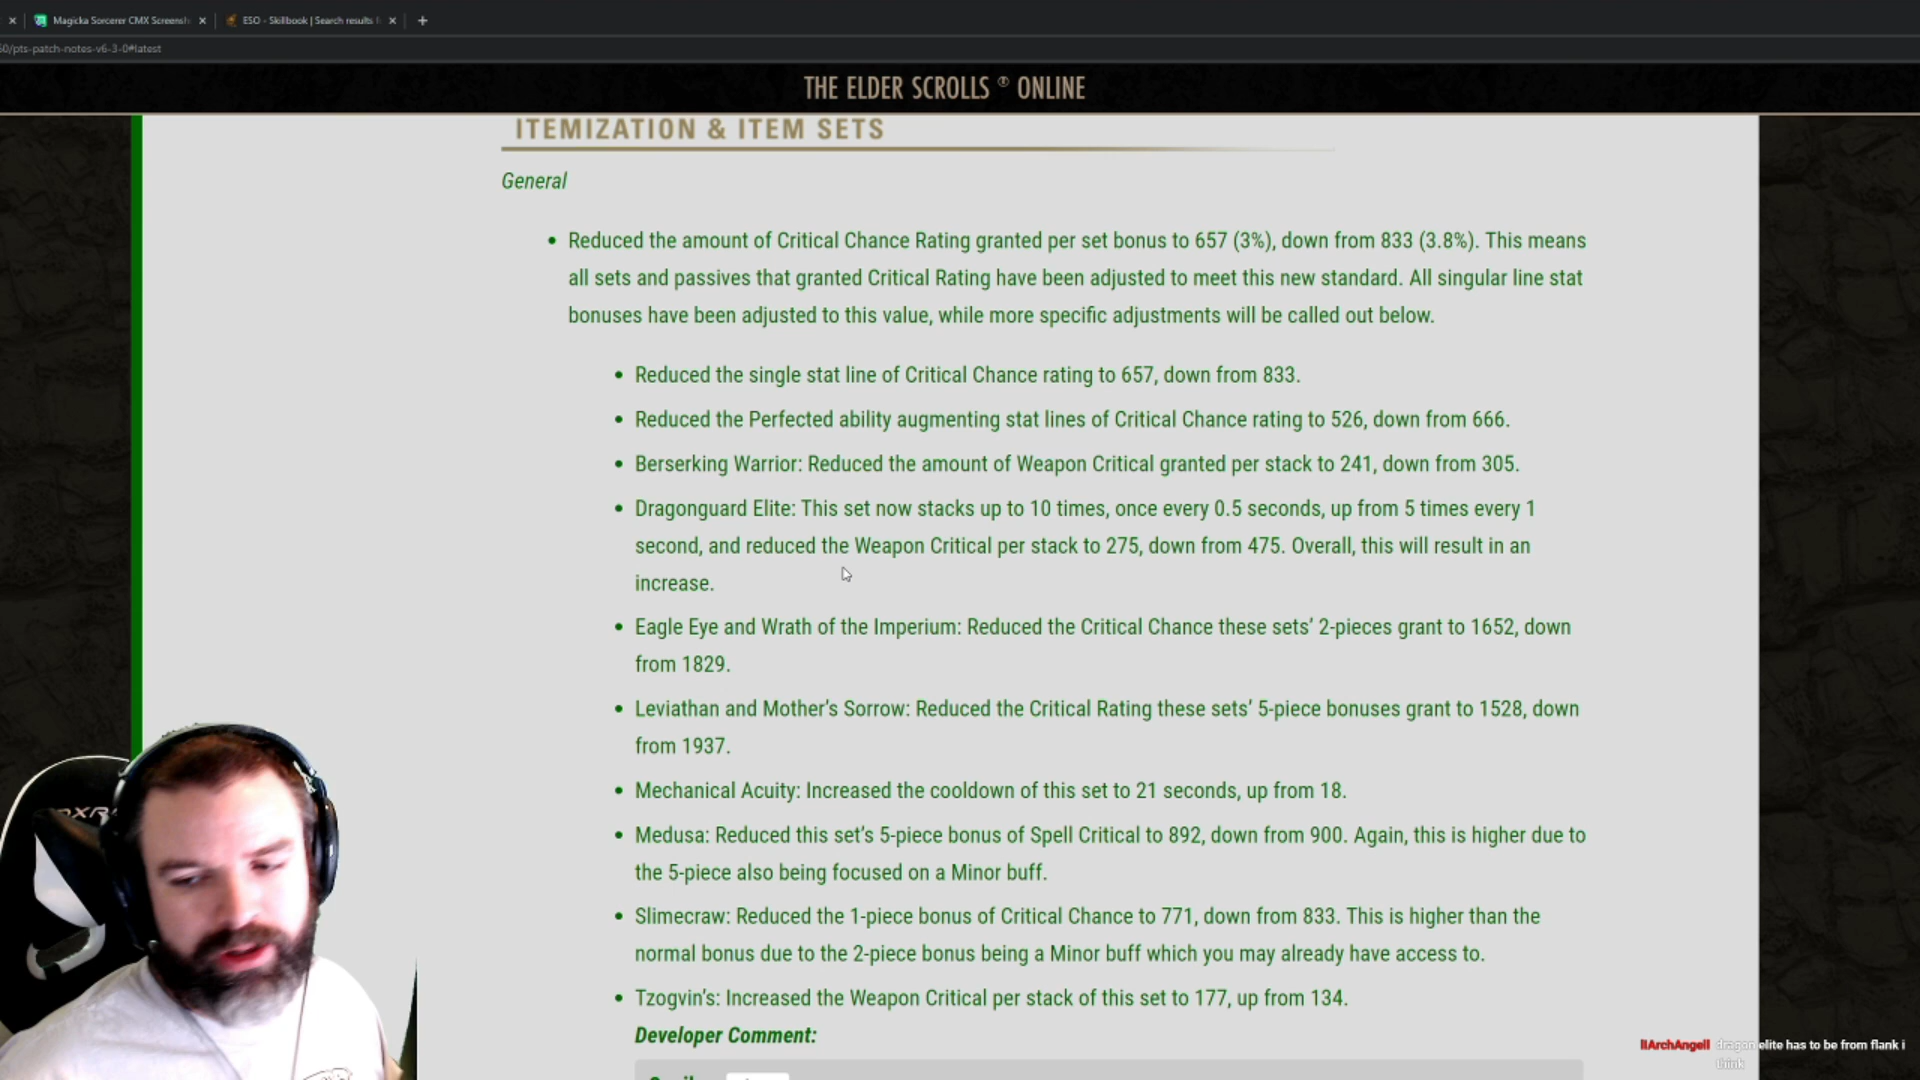 Magicka Sorcerer CMX Screensh
ESO - Skillbook | Search results
/pts-patch-notes-v6-3-0#latest
THE ELDER SCROLLS ® ONLINE
ITEMIZATION & ITEM SETS
General
Reduced the amount of Critical Chance Rating granted per set bonus to 657 (3%), down from 833 (3.8%). This means
all sets and passives that granted Critical Rating have been adjusted to meet this new standard. All singular line stat
bonuses have been adjusted to this value, while more specific adjustments will be called out below.
Reduced the single stat line of Critical Chance rating to 657, down from 833.
Reduced the Perfected ability augmenting stat lines of Critical Chance rating to 526, down from 666.
Berserking Warrior: Reduced the amount of Weapon Critical granted per stack to 241, down from 305.
Dragonguard Elite: This set now stacks up to 10 times, once every 0.5 seconds, up from 5 times every 1
second, and reduced the Weapon Critical per stack to 275, down from 475. Overall, this will result in an
increase.
Eagle Eye and Wrath of the Imperium: Reduced the Critical Chance these sets’ 2-pieces grant to 1652, down
from 1829.
Leviathan and Mother’s Sorrow: Reduced the Critical Rating these sets’ 5-piece bonuses grant to 1528, down
from 1937.
Mechanical Acuity: Increased the cooldown of this set to 21 seconds, up from 18.
Medusa: Reduced this set’s 5-piece bonus of Spell Critical to 892, down from 900. Again, this is higher due to
the 5-piece also being focused on a Minor buff.
Slimecraw: Reduced the 1-piece bonus of Critical Chance to 771, down from 833. This is higher than the
normal bonus due to the 2-piece bonus being a Minor buff which you may already have access to.
Tzogvin’s: Increased the Weapon Critical per stack of this set to 177, up from 134.
Developer Comment:
llArchAngell dragon elite has to be from flank i
think